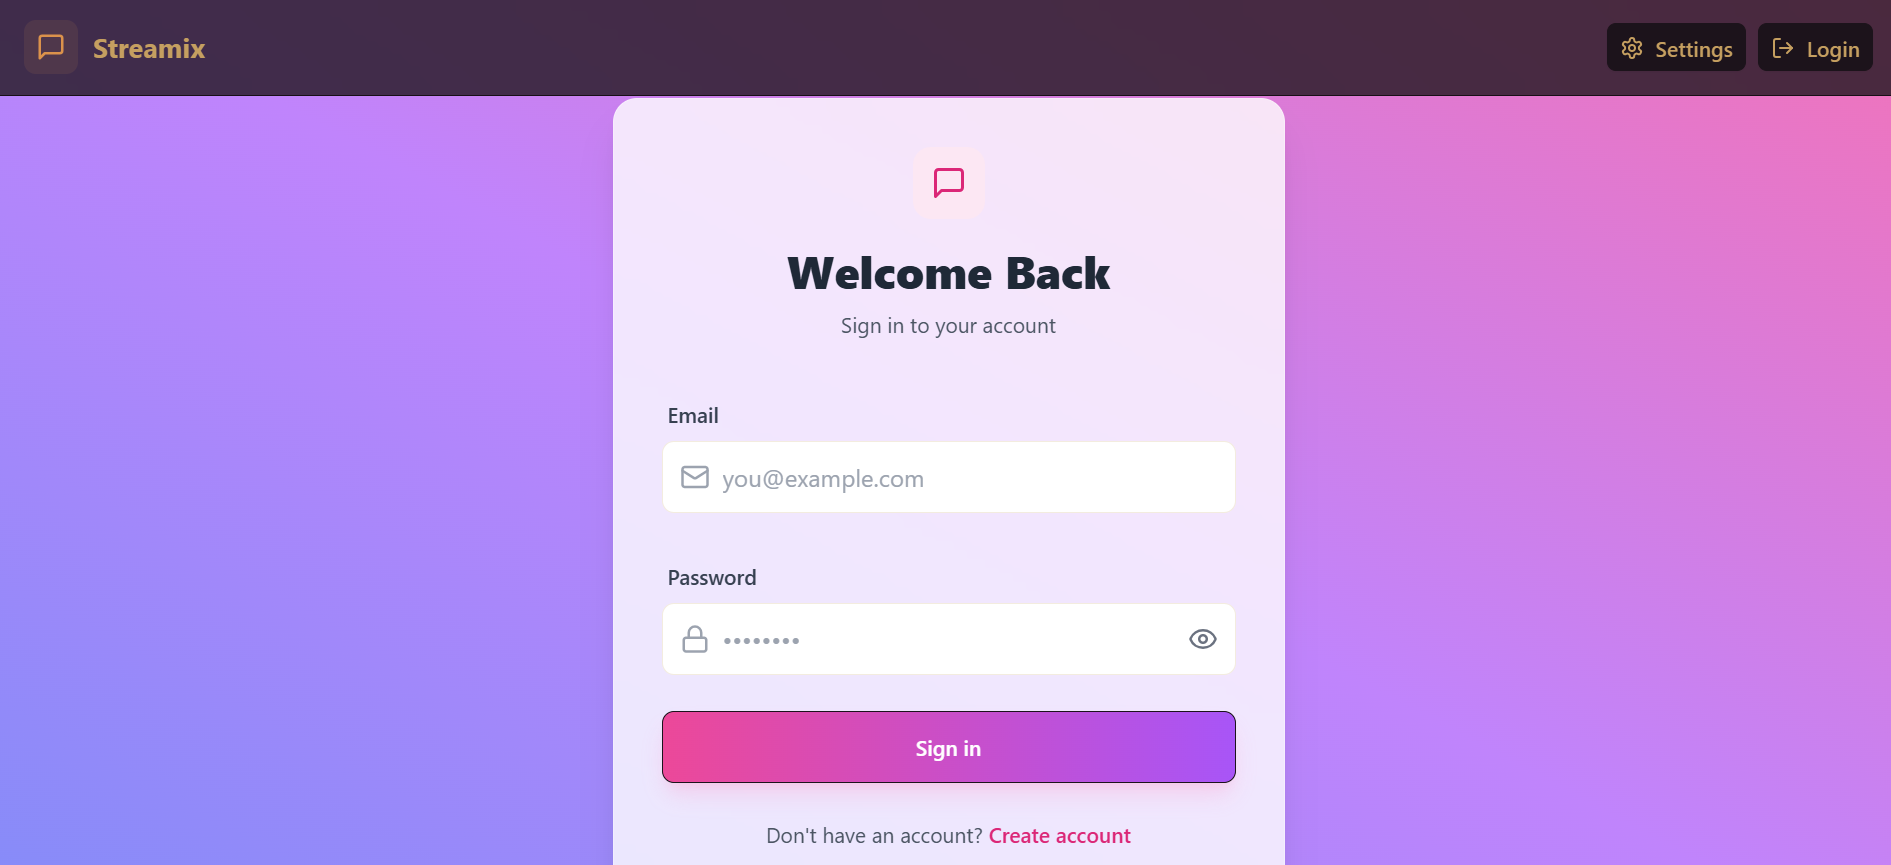 Streamix
Settings
Login
Welcome Back
Sign in to your account
Email
you@example.com
Password
••••••••
Sign in
Don't have an account? Create account